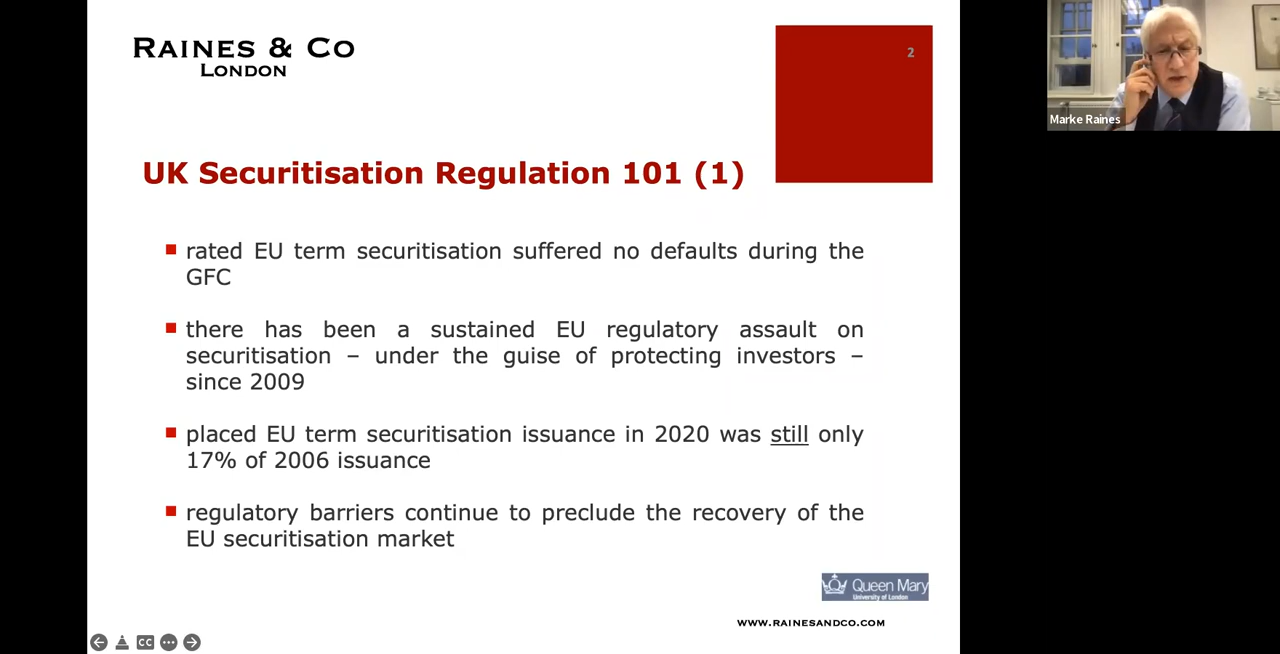 RAINES & CO
LONDON
2
Marke Raines
UK Securitisation Regulation 101 (1)
rated EU term securitisation suffered no defaults during the
GFC
there has been a sustained EU regulatory assault on
securitisation – under the guise of protecting investors –
since 2009
placed EU term securitisation issuance in 2020 was still only
17% of 2006 issuance
regulatory barriers continue to preclude the recovery of the
EU securitisation market
Queen Mary
University of London
WWW.RAINESANDCO.COM
CC